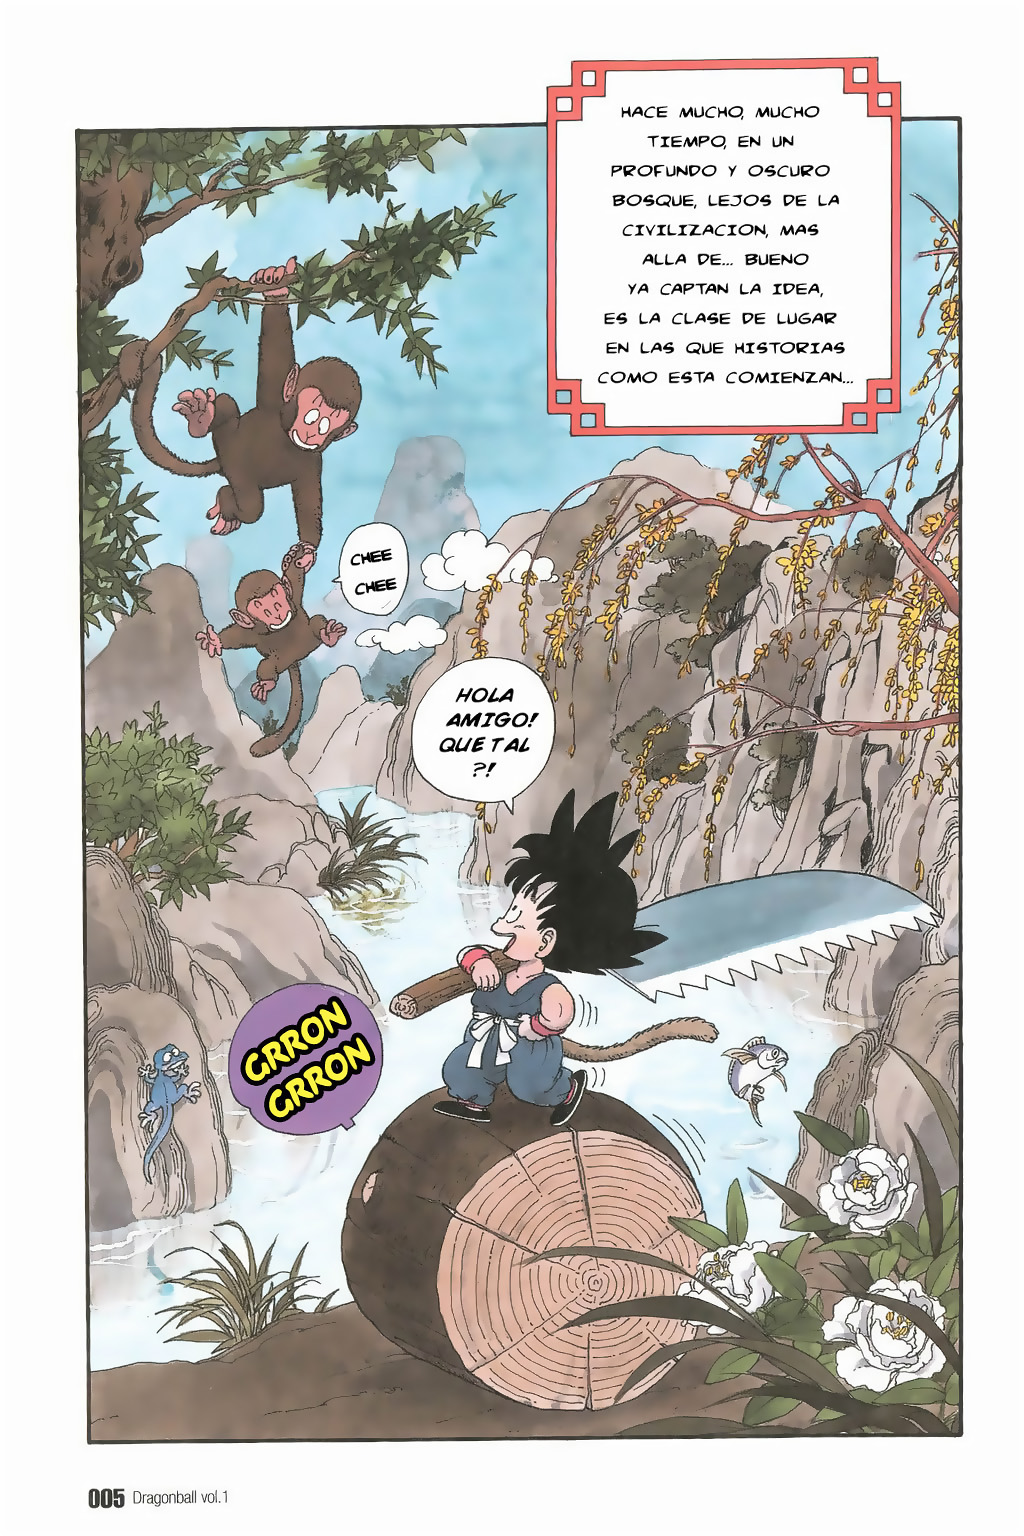 HACE MUCHO, MUCHO
TIEMPO, EN UN
PROFUNDO Y OSCURO
BOSQUE, LEJOS DE LA
CIVILIZACION, MAS
ALLA DE... BUENO
YA CAPTAN LA IDEA,
ES LA CLASE DE LUGAR
EN LAS QUE HISTORIAS
COMO ESTA COMIENZAN...
CHEE
CHEE
HOLA
AMIGO!
QUE TAL
?!
GRRON
GRRON
005 Dragonball vol.1